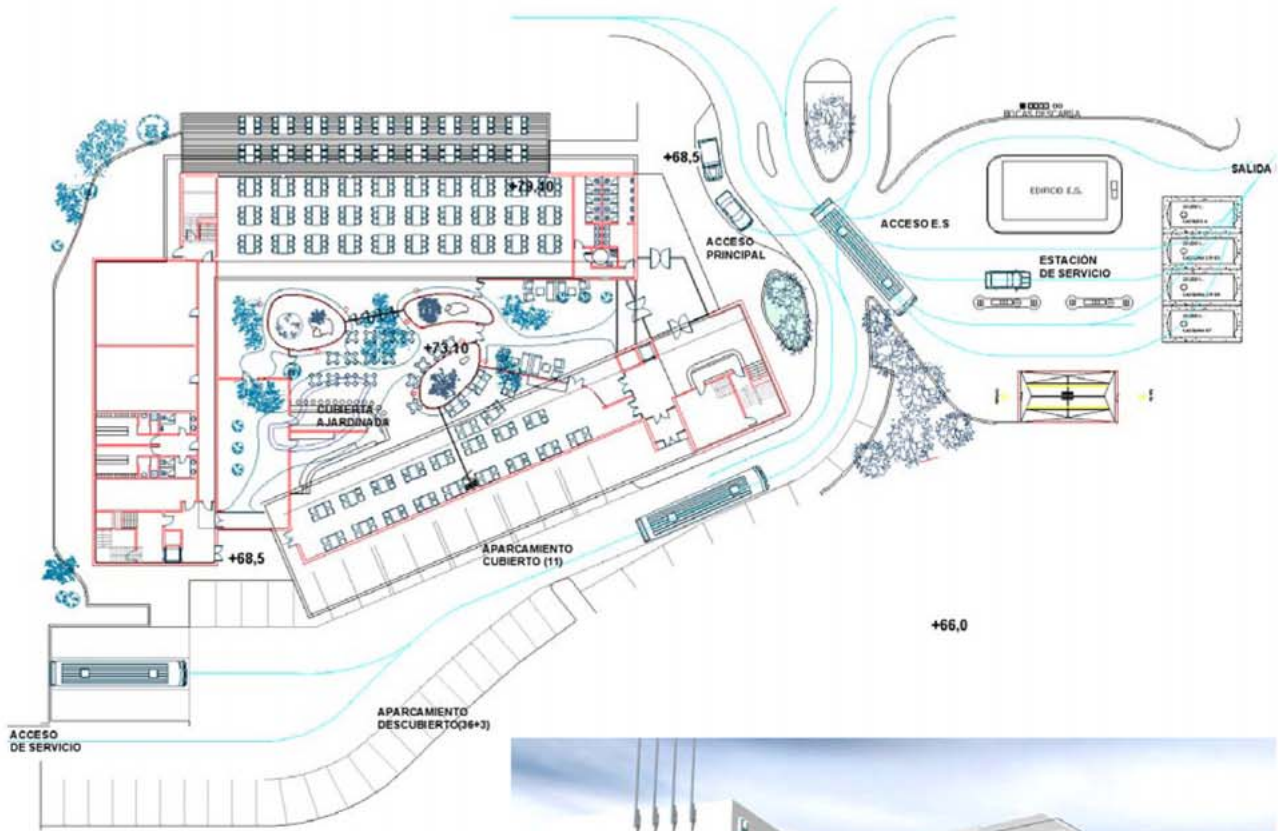 BOCAS DESCARGA
+68,5
SALIDA
+79,10
EDIFICIO E.S.
ACCESO E.S
ACCESO
PRINCIPAL
ESTACIÓN
DE SERVICIO
+73,10
CUBIERTA
AJARDINADA
+68,5
APARCAMIENTO
CUBIERTO (11)
+66,0
APARCAMIENTO
DESCUBIERTO(36+3)
ACCESO
DE SERVICIO